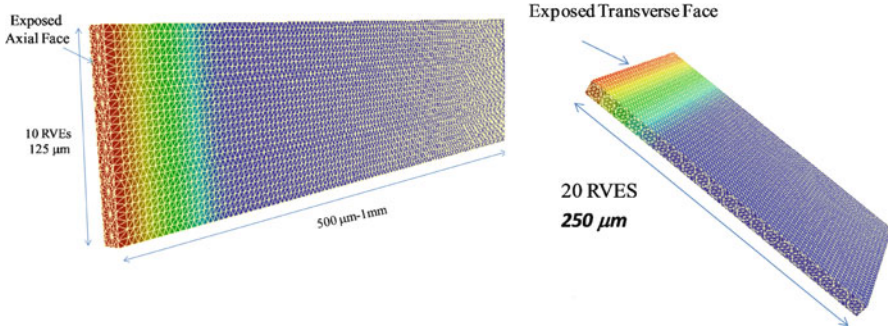 Exposed
Axial Face
10 RVEs
125 μm
500 μm-1mm
Exposed Transverse Face
20 RVES
250 μm